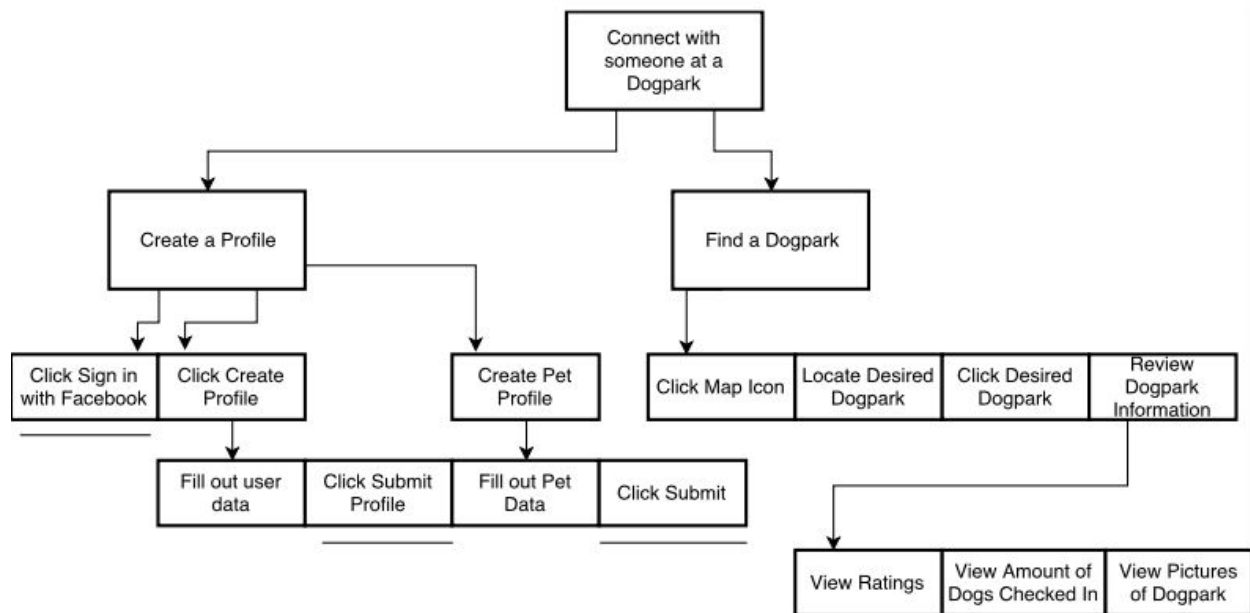 Connect with
someone at a
Dogpark
Create a Profile
Find a Dogpark
Click Sign in
with Facebook
Click Create
Profile
Create Pet
Profile
Click Map Icon
Locate Desired
Dogpark
Click Desired
Dogpark
Review
Dogpark
Information
Fill out user
data
Click Submit
Profile
Fill out Pet
Data
Click Submit
View Ratings
View Amount of
Dogs Checked In
View Pictures
of Dogpark